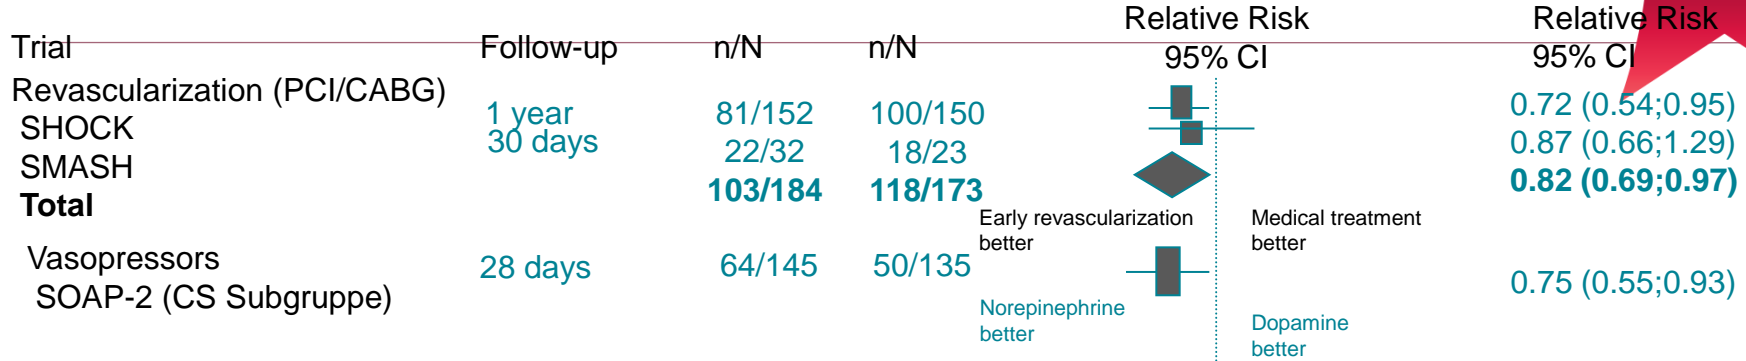 Relative Risk Relative Risk
Trial Follow-up n/N n/N 95% CI 95% CI
Revascularization (PCI/CABG)
SHOCK 1 year 81/152 100/150 0.72 (0.54;0.95)
SMASH 30 days 22/32 18/23 0.87 (0.66;1.29)
Total 103/184 118/173 0.82 (0.69;0.97)
Early revascularization Medical treatment
better better
Vasopressors
SOAP-2 (CS Subgruppe) 28 days 64/145 50/135 0.75 (0.55;0.93)
Norepinephrine Dopamine
better better